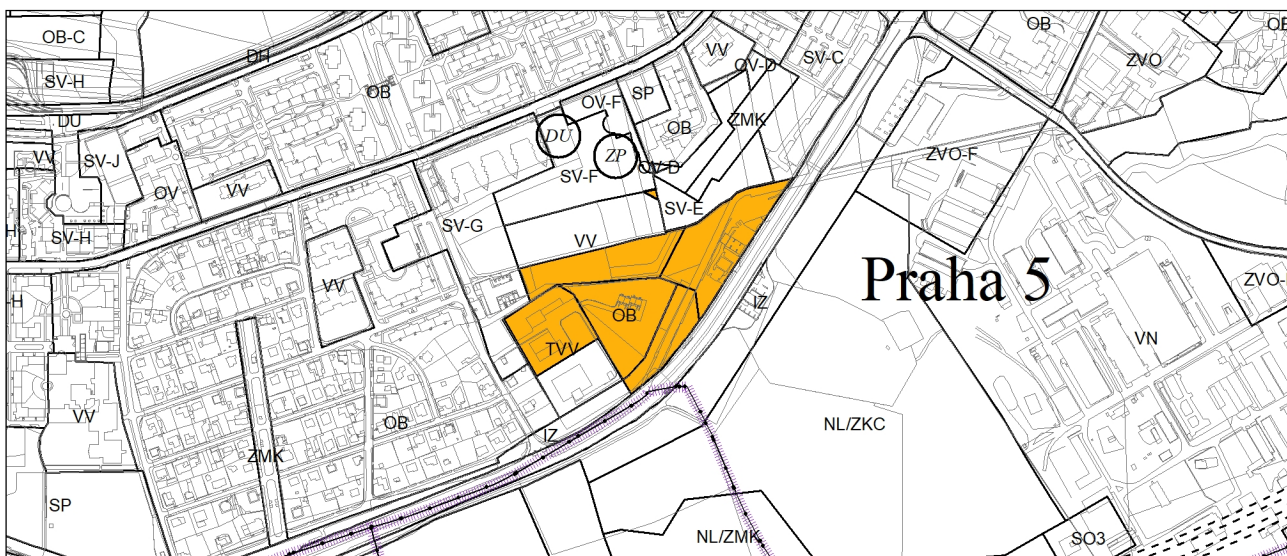 OB-C
DH
OB
VV
OV-D
SV-C
OB
ZVO
SV-H
OB
OV-F
SP
DU
DU
ZMK
VV
SV-J
OB
ZP
ZVO-F
OV
VV
SV-F
OV-D
SV-E
SV-G
SV-H
VV
VV
Praha 5
ZVO-
IZ
-H
OB
VN
TVV
VV
OB
NL/ZKC
IZ
ZMK
SP
NL/ZMK
SO3